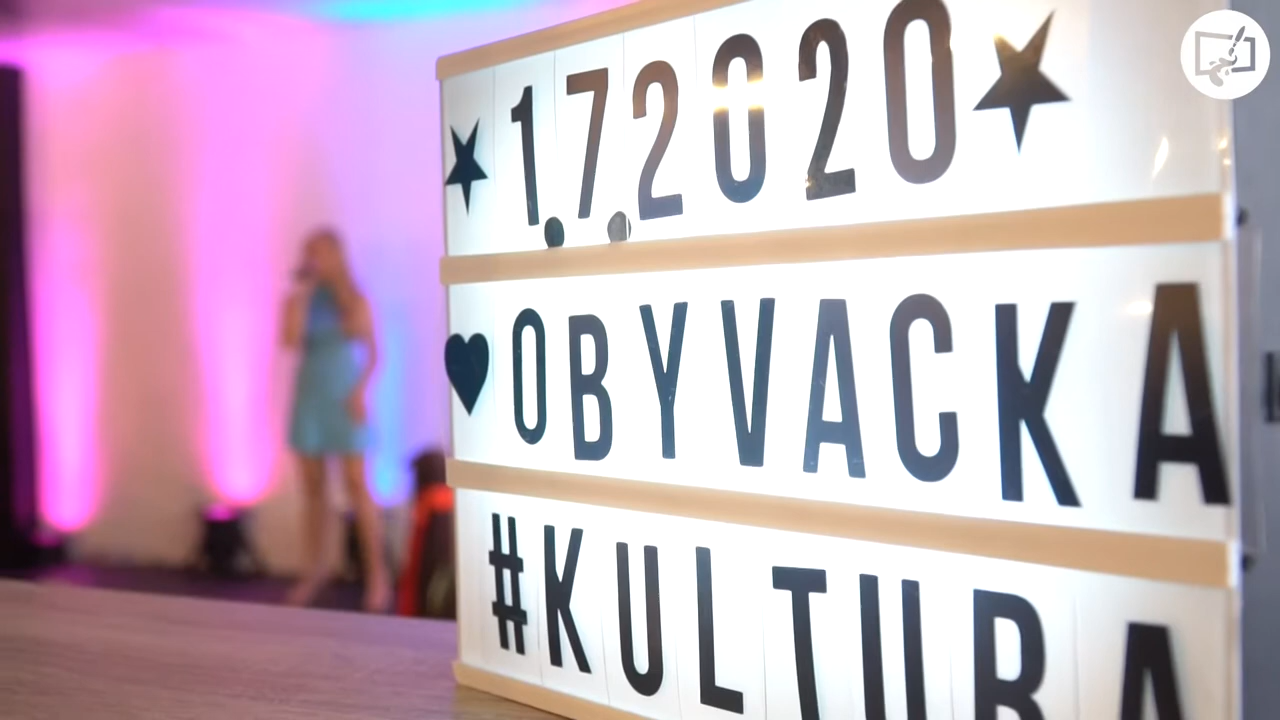 ★ 1.7.2020 ★
♥ OBYVACKA
#KULTURA